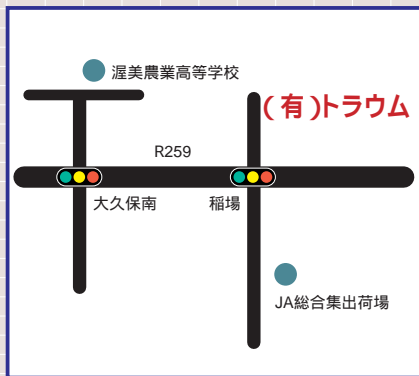 渥美農業高等学校
(有)トラウム
R259
大久保南
稲場
JA総合集出荷場